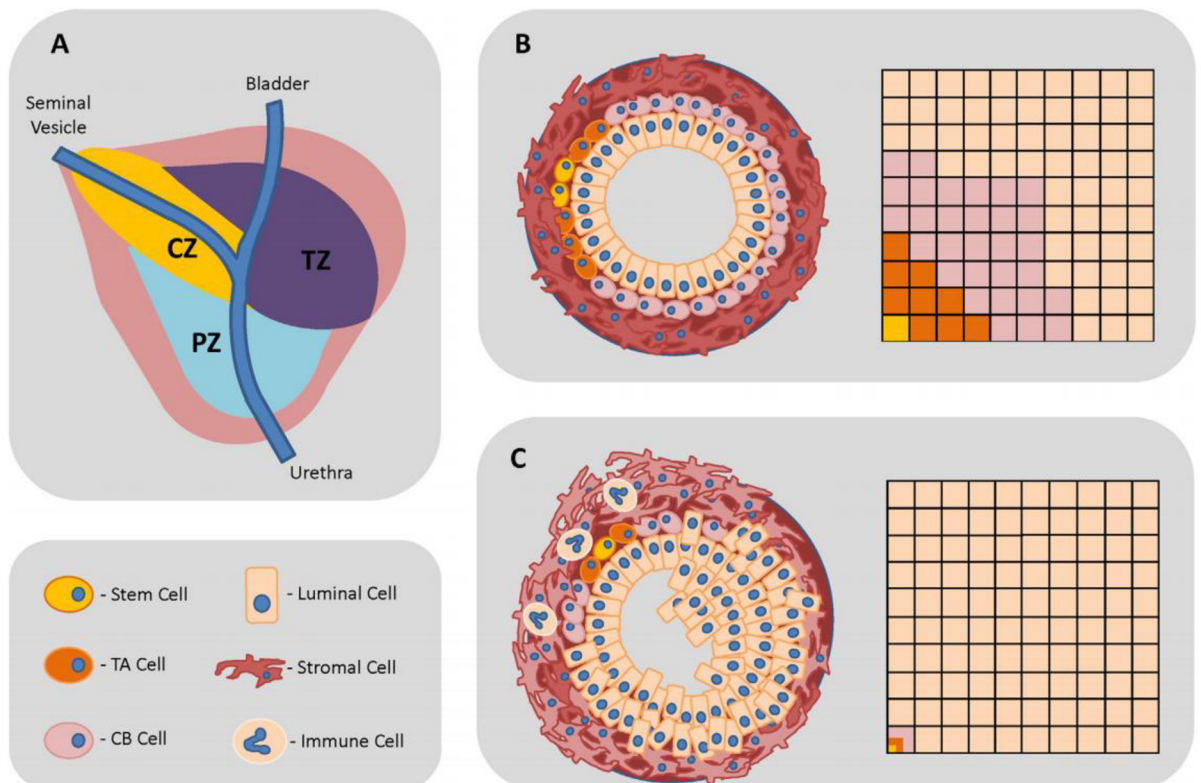 A
Bladder
Seminal
Vesicle
CZ
TZ
PZ
Urethra
B
C
- Stem Cell
- Luminal Cell
- TA Cell
- Stromal Cell
- CB Cell
- Immune Cell